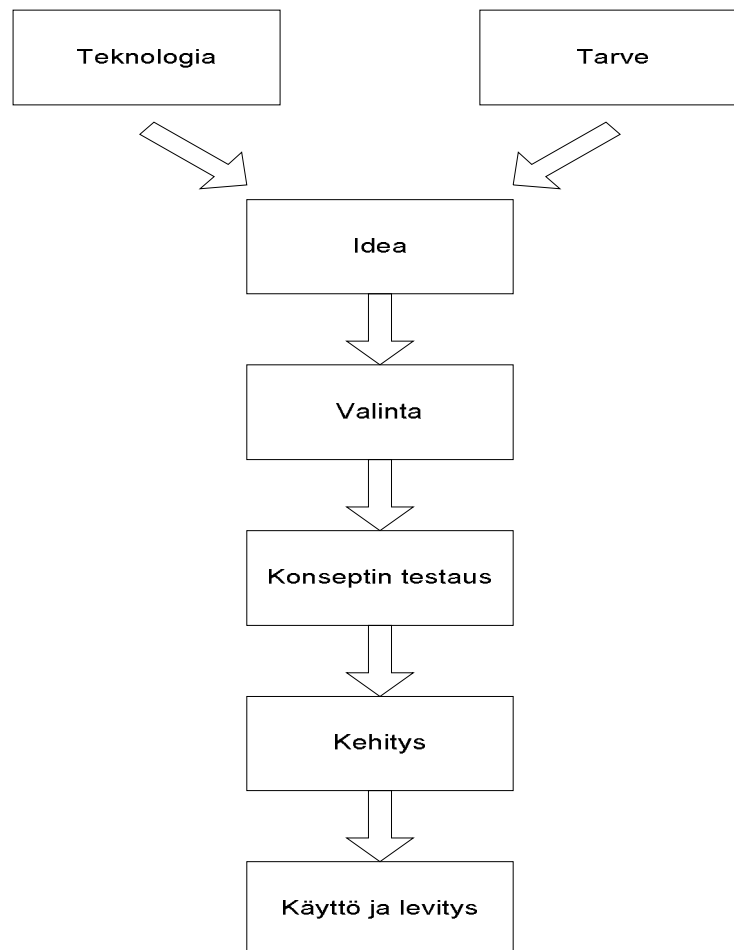 Teknologia
Tarve
Idea
Valinta
Konseptin testaus
Kehitys
Käyttö ja levitys